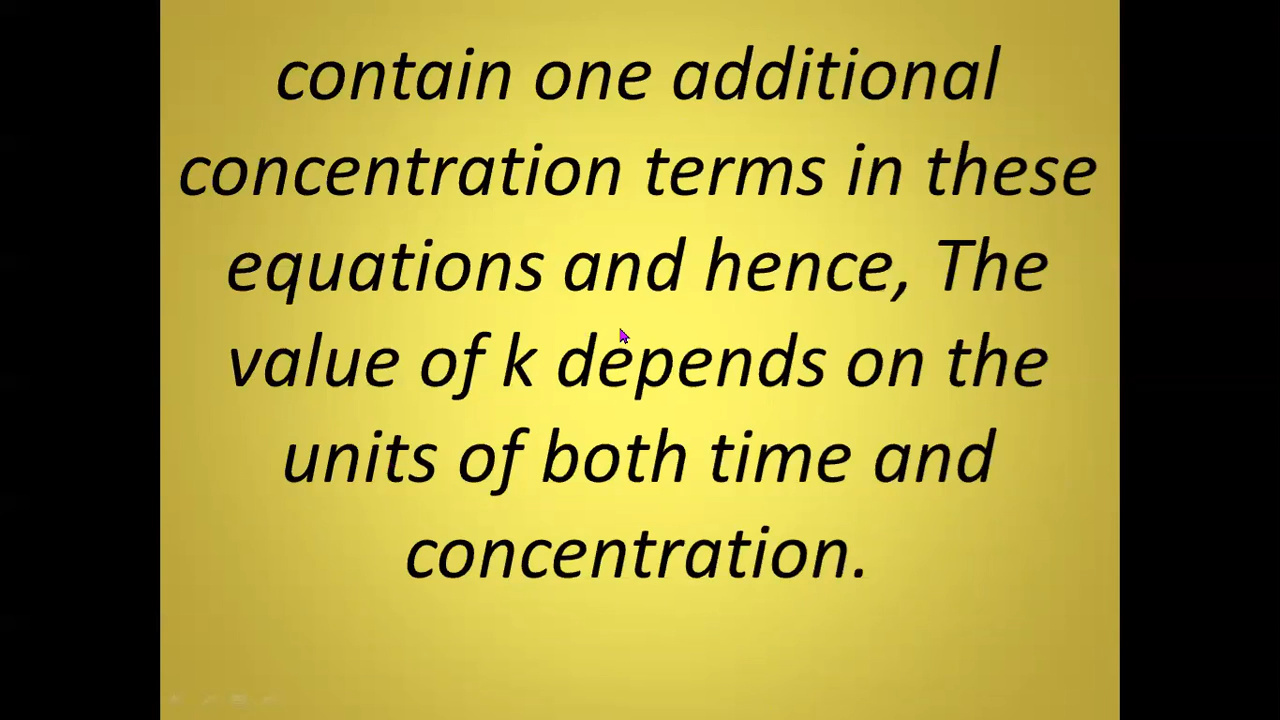 contain one additional
concentration terms in these
equations and hence, The
value of k depends on the
units of both time and
concentration.